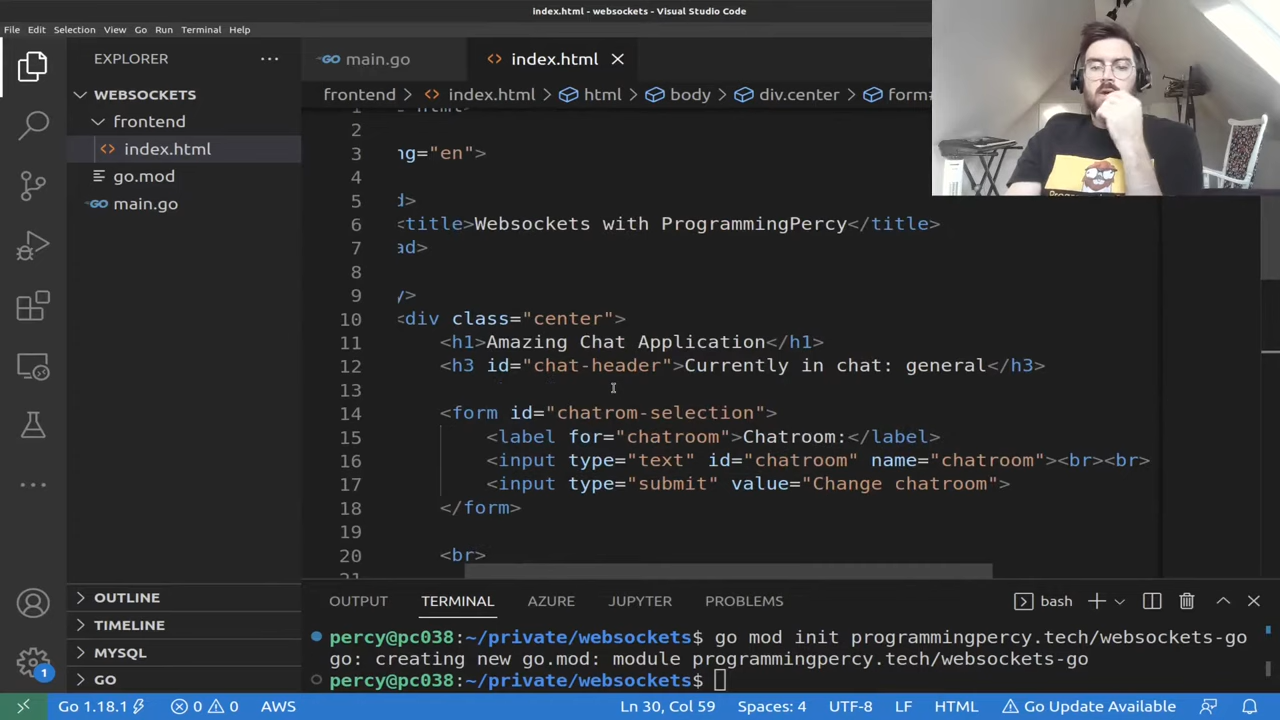 index.html - websockets - Visual Studio Code
File Edit Selection View Go Run Terminal Help
EXPLORER
main.go
index.html
WEBSOCKETS
frontend
index.html
go.mod
main.go
frontend > index.html > html > body > div.center > form#
1
2
3 ng="en">
4
5 d>
6 <title>Websockets with ProgrammingPercy</title>
7 ad>
8
9 y>
10 <div class="center">
11 <h1>Amazing Chat Application</h1>
12 <h3 id="chat-header">Currently in chat: general</h3>
13
14 <form id="chatrom-selection">
15 <label for="chatroom">Chatroom:</label>
16 <input type="text" id="chatroom" name="chatroom"><br><br>
17 <input type="submit" value="Change chatroom">
18 </form>
19
20 <br>
OUTLINE
TIMELINE
MYSQL
GO
OUTPUT TERMINAL AZURE JUPYTER PROBLEMS bash
percy@pc038:~/private/websockets$ go mod init programmingpercy.tech/websockets-go
go: creating new go.mod: module programmingpercy.tech/websockets-go
percy@pc038:~/private/websockets$
1
Go 1.18.1 0 0 AWS Ln 30, Col 59 Spaces: 4 UTF-8 LF HTML Go Update Available